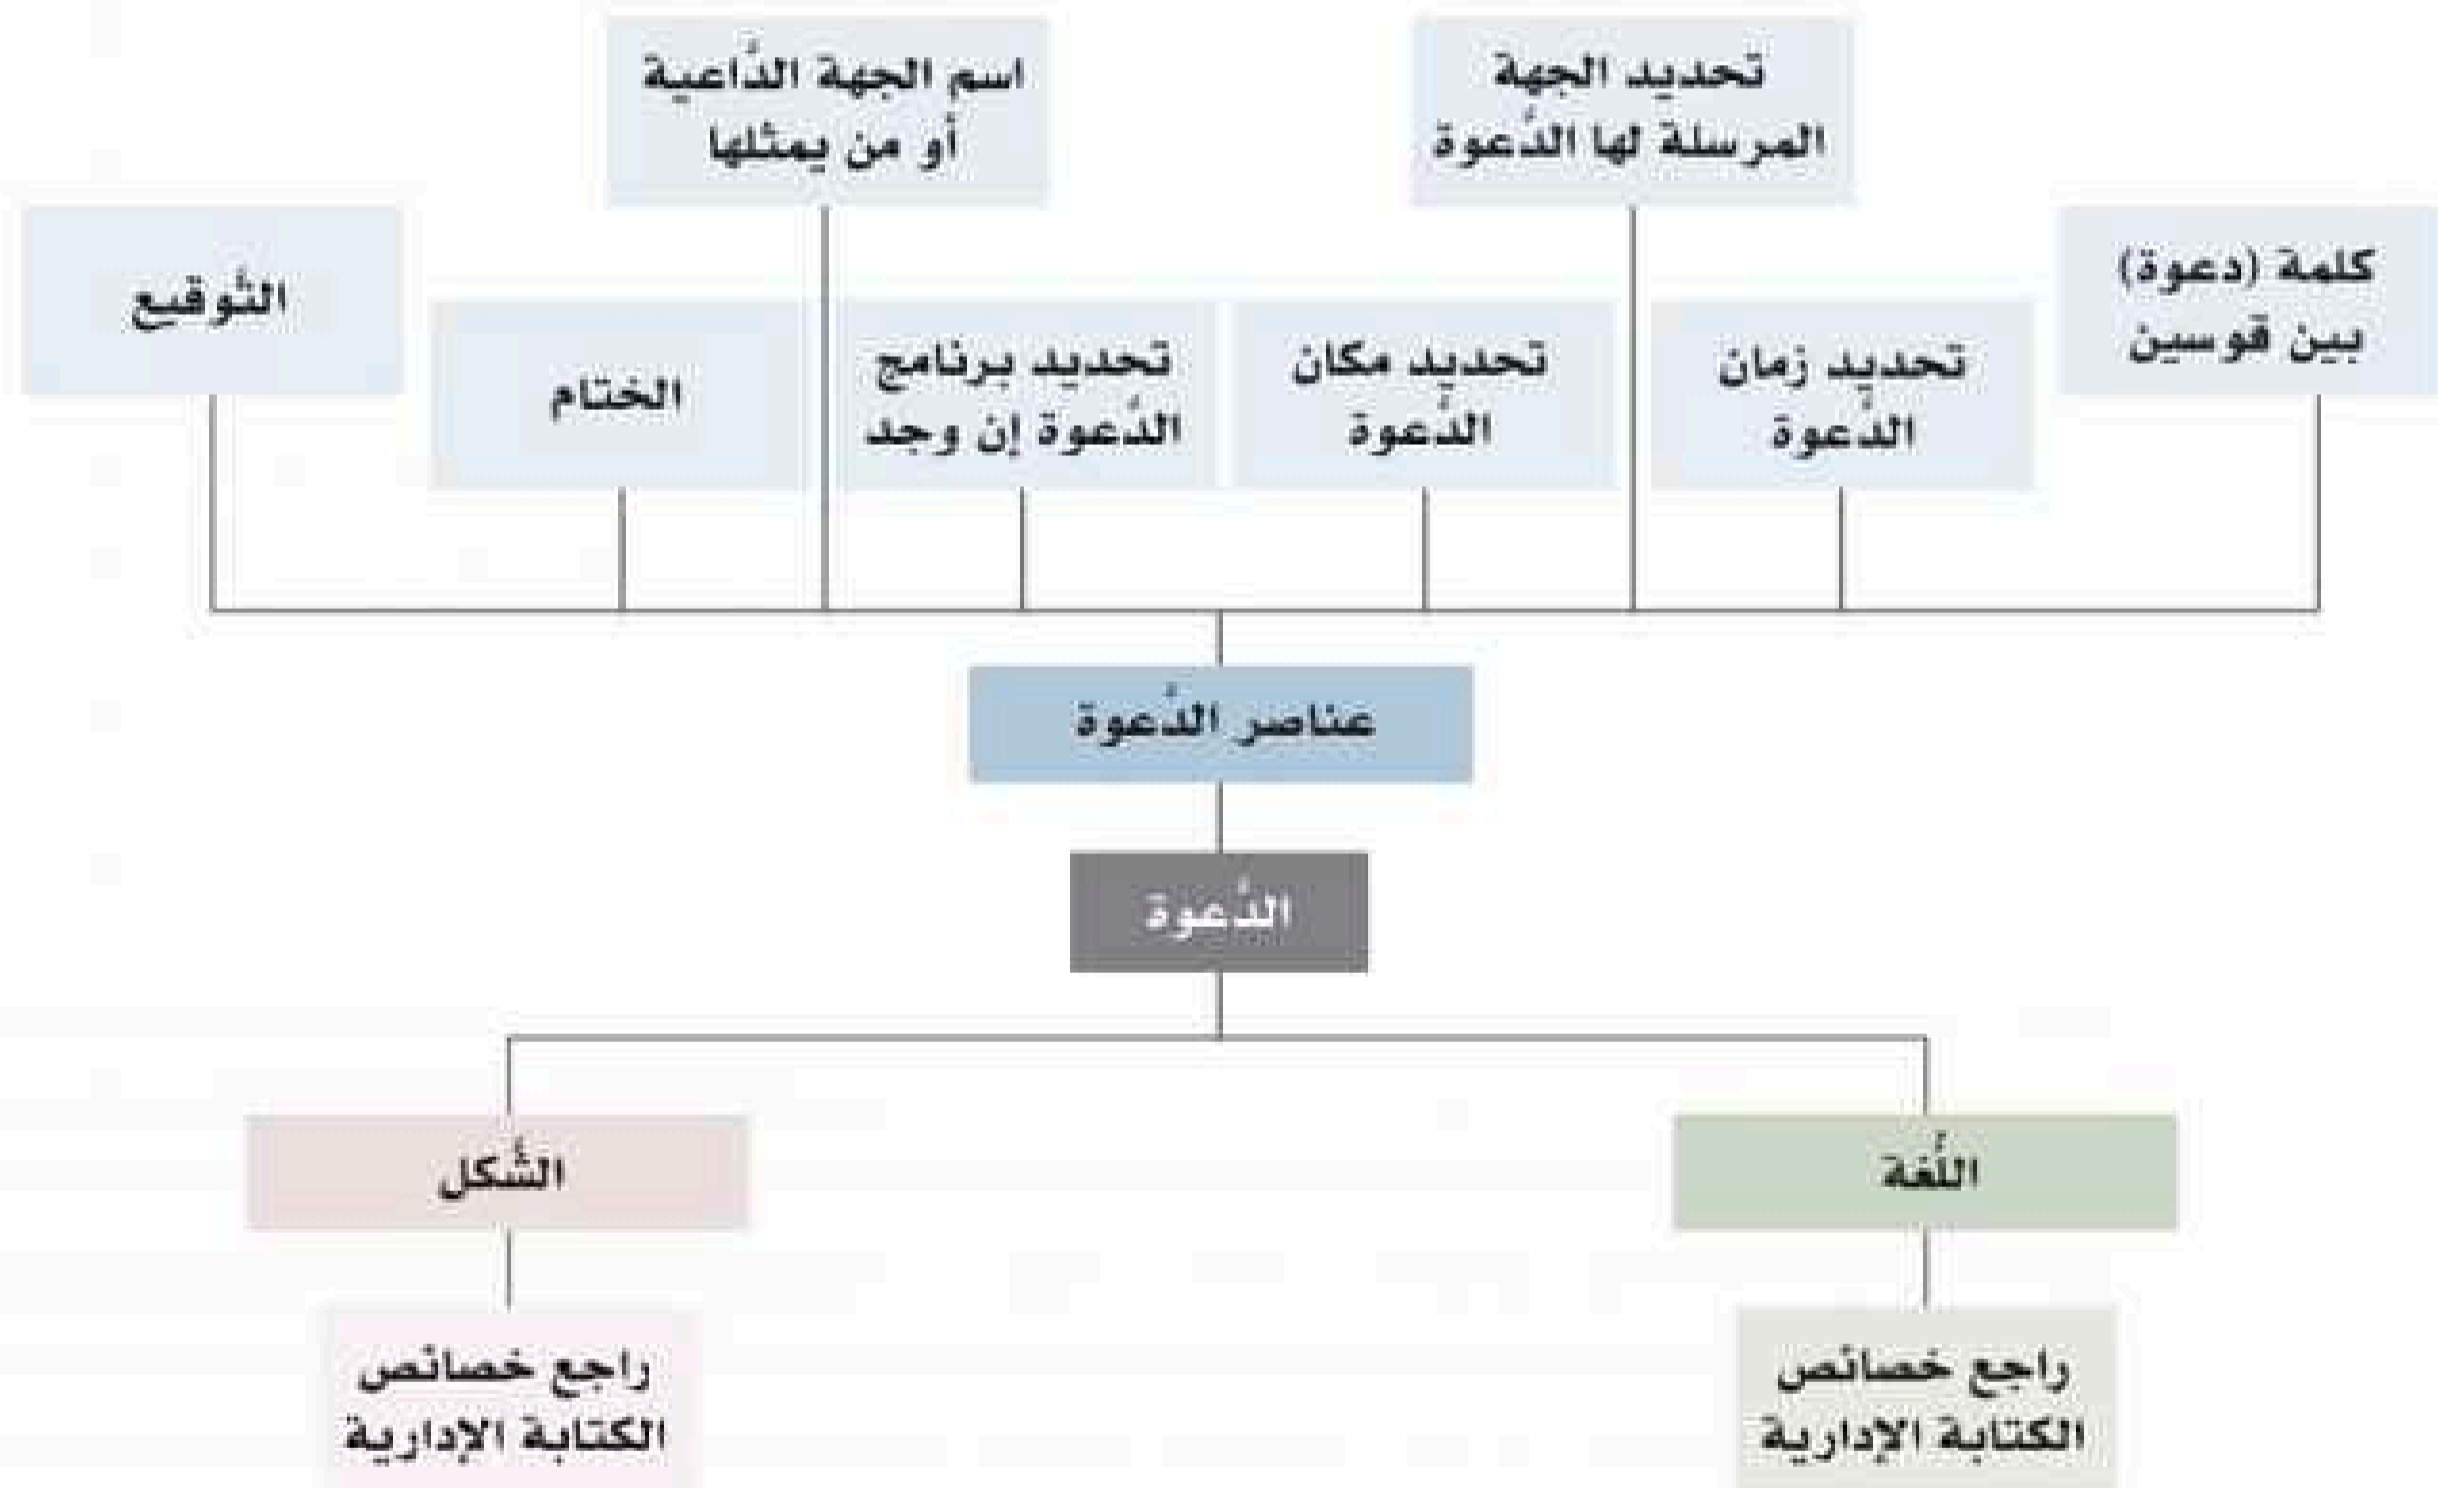 تحديد الجهة
المرسلة لها الدَّعوة
اسم الجهة الدَّاعية
أو من يمثلها
كلمة (دعوة)
بين قوسين
تحديد زمان
الدَّعوة
تحديد مكان
الدَّعوة
تحديد برنامج
الدَّعوة إن وجد
الختام
التَّوقيع
عناصر الدَّعوة
الدَّعوة
اللُّغة
الشَّكل
راجع خصائص
الكتابة الإدارية
راجع خصائص
الكتابة الإدارية